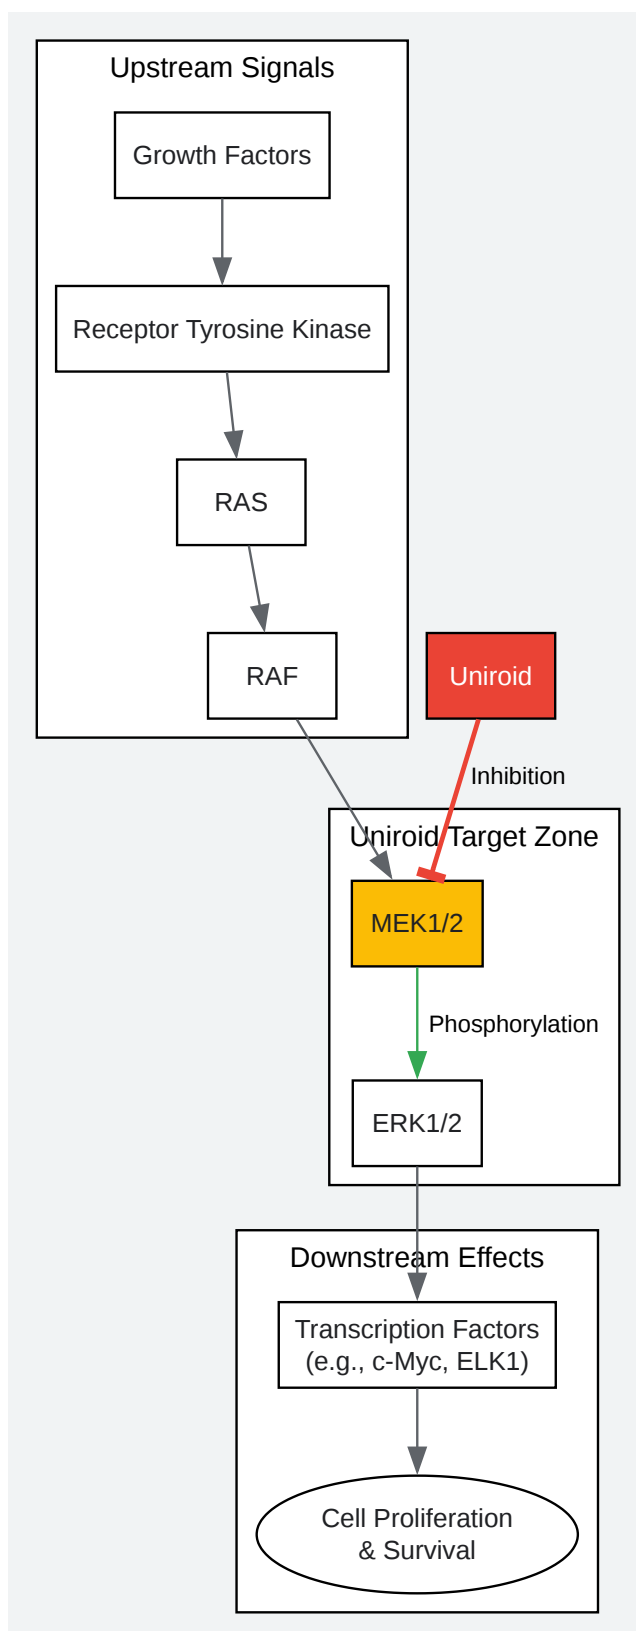 Upstream Signals
Growth Factors
Receptor Tyrosine Kinase
RAS
RAF
Uniroid
Inhibition
Uniroid Target Zone
MEK1/2
Phosphorylation
ERK1/2
Downstream Effects
Transcription Factors
(e.g., c-Myc, ELK1)
Cell Proliferation
& Survival